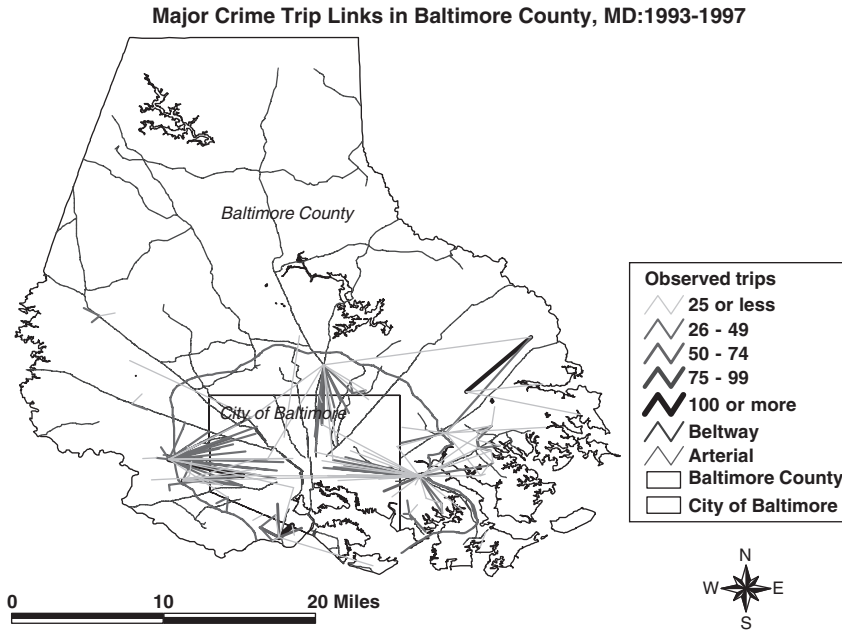 Major Crime Trip Links in Baltimore County, MD:1993-1997
Baltimore County
City of Baltimore
Observed trips
25 or less
26 - 49
50 - 74
75 - 99
100 or more
Beltway
Arterial
Baltimore County
City of Baltimore
N
W E
S
0 10 20 Miles